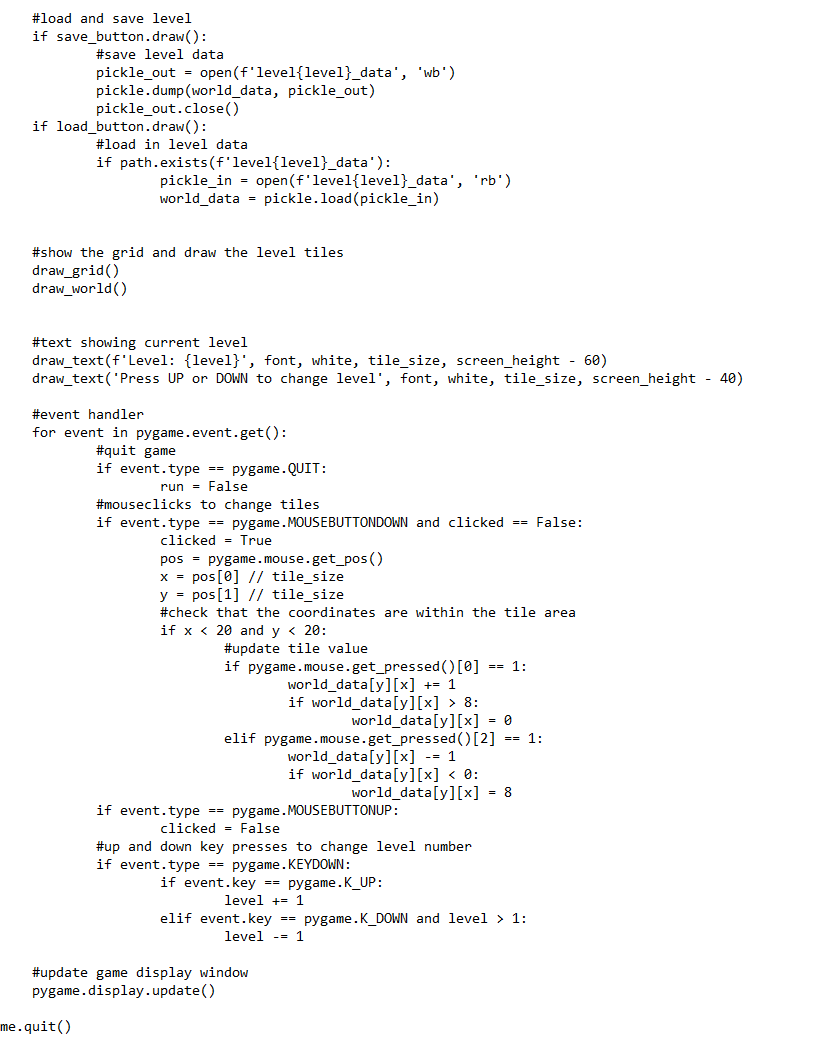 #load and save level
if save_button.draw():
#save level data
pickle_out = open(f'level{level}_data', 'wb')
pickle.dump(world_data, pickle_out)
pickle_out.close()
if load_button.draw():
#load in level data
if path.exists(f'level{level}_data'):
pickle_in = open(f'level{level}_data', 'rb')
world_data = pickle.load(pickle_in)
#show the grid and draw the level tiles
draw_grid()
draw_world()
#text showing current level
draw_text(f'Level: {level}', font, white, tile_size, screen_height - 60)
draw_text('Press UP or DOWN to change level', font, white, tile_size, screen_height - 40)
#event handler
for event in pygame.event.get():
#quit game
if event.type == pygame.QUIT:
run = False
#mouseclicks to change tiles
if event.type == pygame.MOUSEBUTTONDOWN and clicked == False:
clicked = True
pos = pygame.mouse.get_pos()
x = pos[0] // tile_size
y = pos[1] // tile_size
#check that the coordinates are within the tile area
if x < 20 and y < 20:
#update tile value
if pygame.mouse.get_pressed()[0] == 1:
world_data[y][x] += 1
if world_data[y][x] > 8:
world_data[y][x] = 0
elif pygame.mouse.get_pressed()[2] == 1:
world_data[y][x] -= 1
if world_data[y][x] < 0:
world_data[y][x] = 8
if event.type == pygame.MOUSEBUTTONUP:
clicked = False
#up and down key presses to change level number
if event.type == pygame.KEYDOWN:
if event.key == pygame.K_UP:
level += 1
elif event.key == pygame.K_DOWN and level > 1:
level -= 1
#update game display window
pygame.display.update()
me.quit()